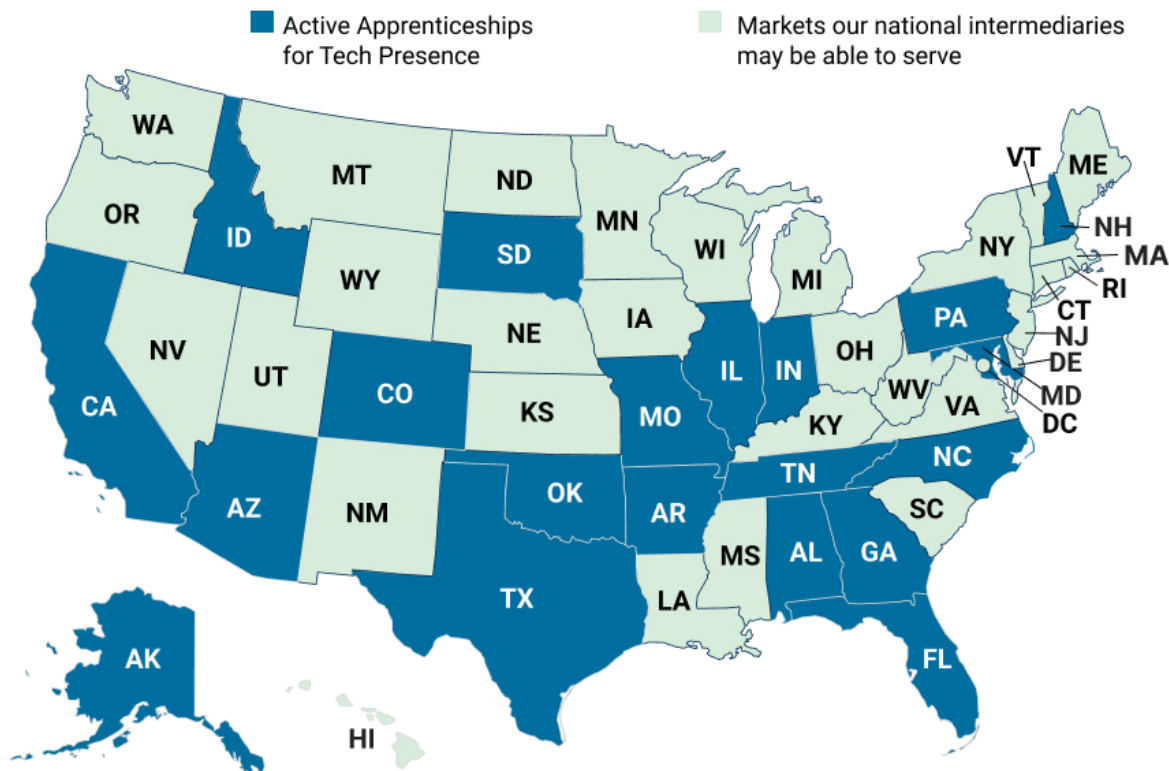 Active Apprenticeships
for Tech Presence
Markets our national intermediaries
may be able to serve
WA
MT
ND
MN
VT
ME
OR
ID
SD
WI
MI
NY
NH
MA
RI
CT
WY
NE
IA
PA
NJ
NV
UT
CO
KS
MO
IL
IN
OH
WV
VA
DE
MD
DC
CA
KY
AZ
NM
OK
AR
TN
NC
SC
TX
LA
MS
AL
GA
AK
HI
FL